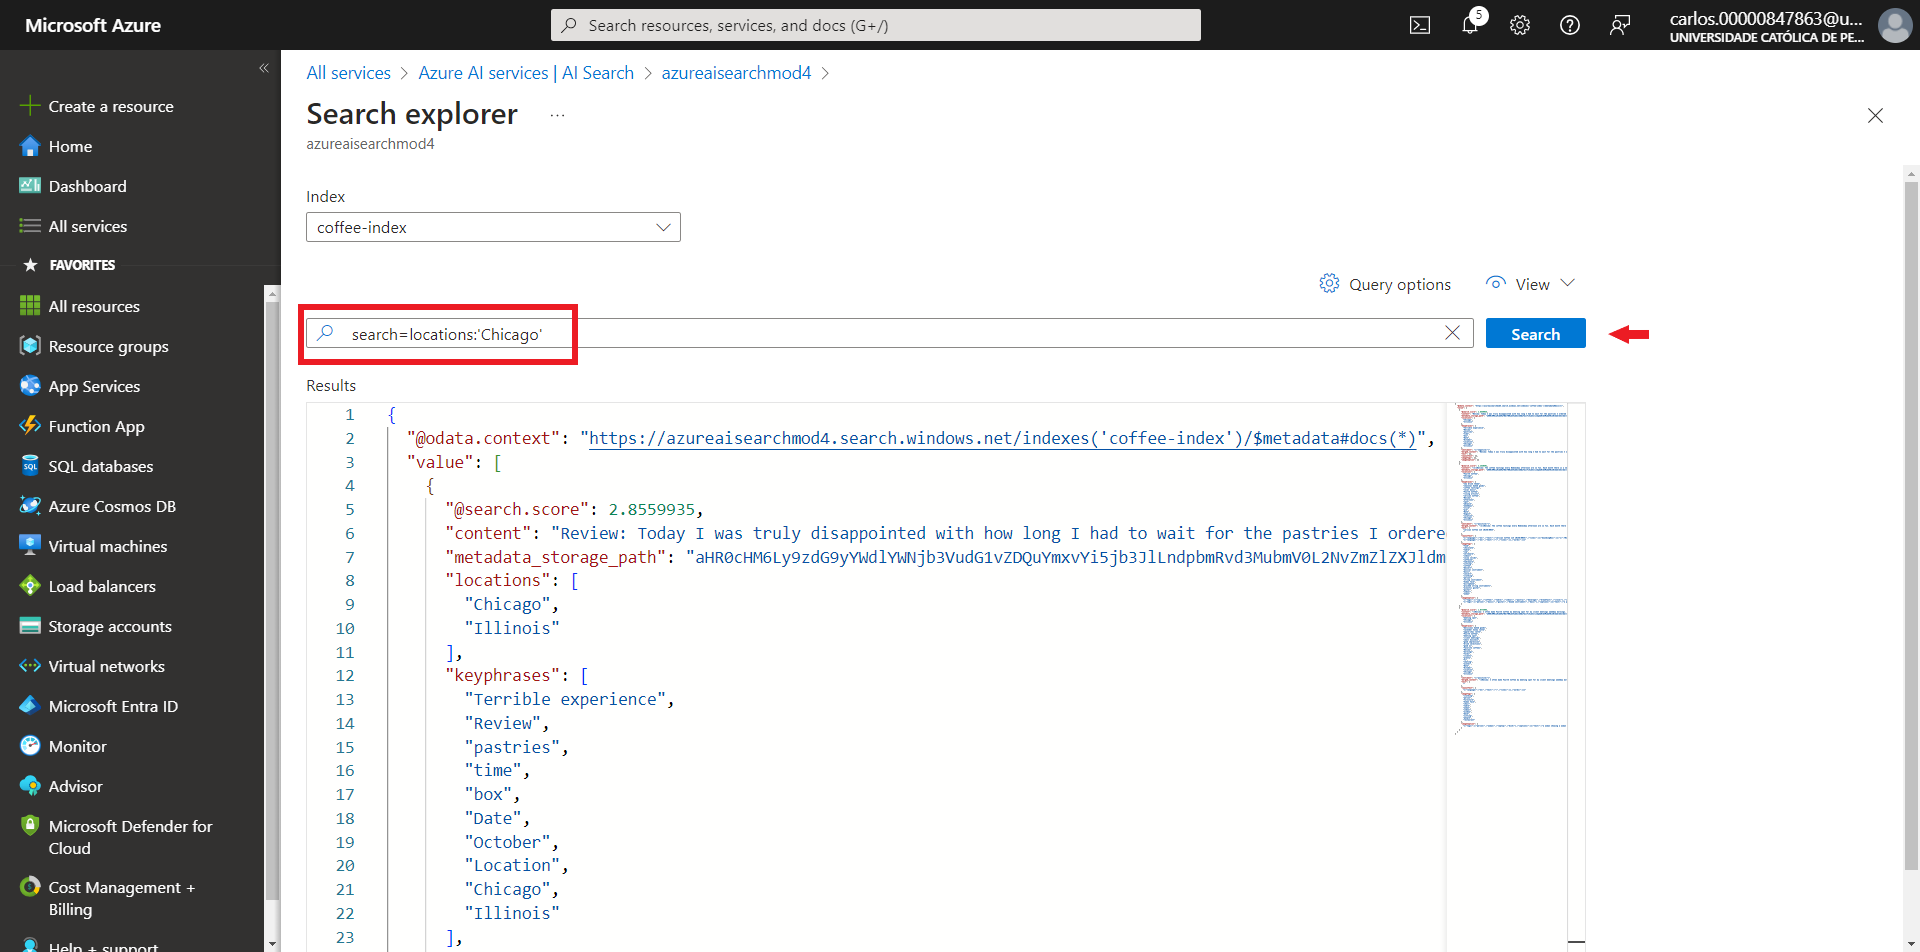 Microsoft Azure
Search resources, services, and docs (G+/)
5
carlos.00000847863@u...
UNIVERSIDADE CATÓLICA DE PE...
Create a resource
Home
Dashboard
All services
FAVORITES
All resources
Resource groups
App Services
Function App
SQL databases
Azure Cosmos DB
Virtual machines
Load balancers
Storage accounts
Virtual networks
Microsoft Entra ID
Monitor
Advisor
Microsoft Defender for
Cloud
Cost Management +
Billing
Help + support
All services > Azure AI services | AI Search > azureaisearchmod4 >
Search explorer ...
azureaisearchmod4
Index
coffee-index
Query options
View
search=locations:'Chicago'
Search
Results
1 {
2 "@odata.context": "https://azureaisearchmod4.search.windows.net/indexes('coffee-index')/$metadata#docs(*)",
3 "value": [
4 {
5 "@search.score": 2.8559935,
6 "content": "Review: Today I was truly disappointed with how long I had to wait for the pastries I ordere
7 "metadata_storage_path": "aHR0cHM6Ly9zdG9yYWdlYWNjb3VudG1vZDQuYmxvYi5jb3JlLndpbmRvd3MubmV0L2NvZmZlZXJldm
8 "locations": [
9 "Chicago",
10 "Illinois"
11 ],
12 "keyphrases": [
13 "Terrible experience",
14 "Review",
15 "pastries",
16 "time",
17 "box",
18 "Date",
19 "October",
20 "Location",
21 "Chicago",
22 "Illinois"
23 ],